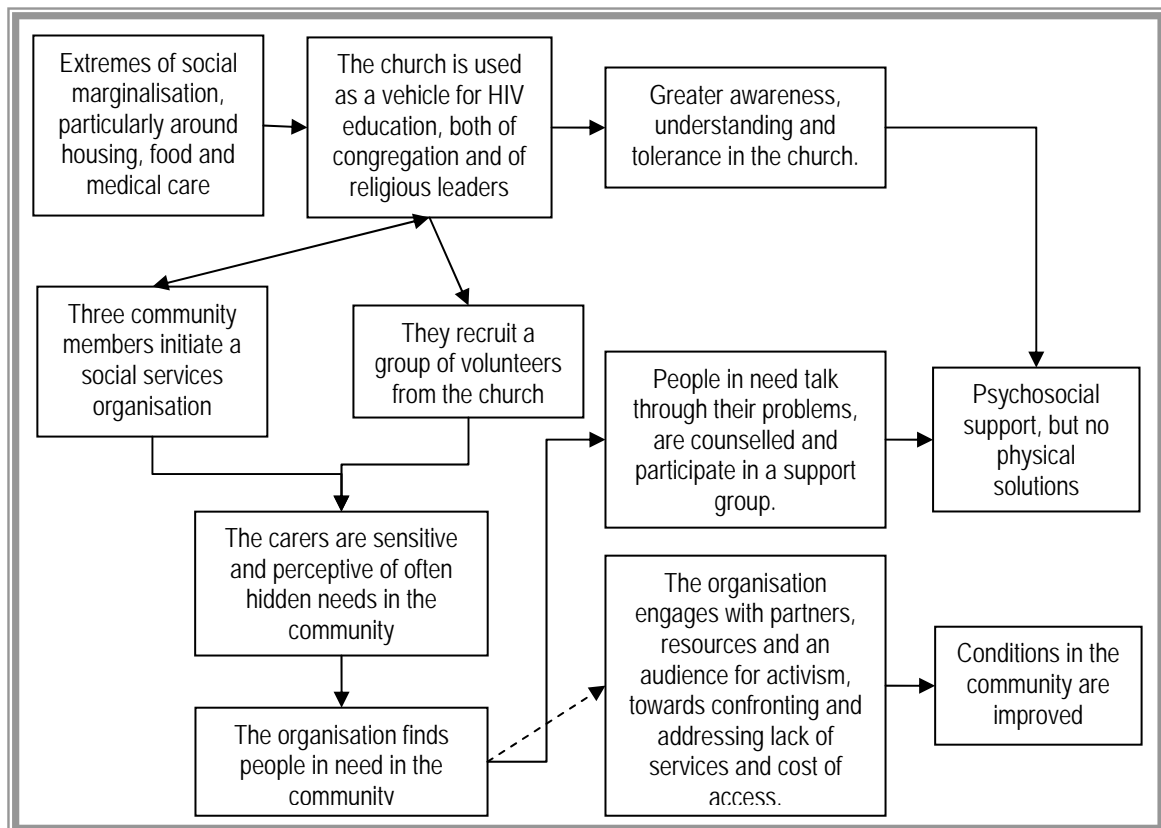 Extremes of social
marginalisation,
particularly around
housing, food and
medical care
The church is used
as a vehicle for HIV
education, both of
congregation and of
religious leaders
Greater awareness,
understanding and
tolerance in the church.
Three community
members initiate a
social services
organisation
They recruit a
group of volunteers
from the church
People in need talk
through their problems,
are counselled and
participate in a support
group.
Psychosocial
support, but no
physical
solutions
The carers are sensitive
and perceptive of often
hidden needs in the
community
The organisation
engages with partners,
resources and an
audience for activism,
towards confronting and
addressing lack of
services and cost of
access.
Conditions in the
community are
improved
The organisation finds
people in need in the
community